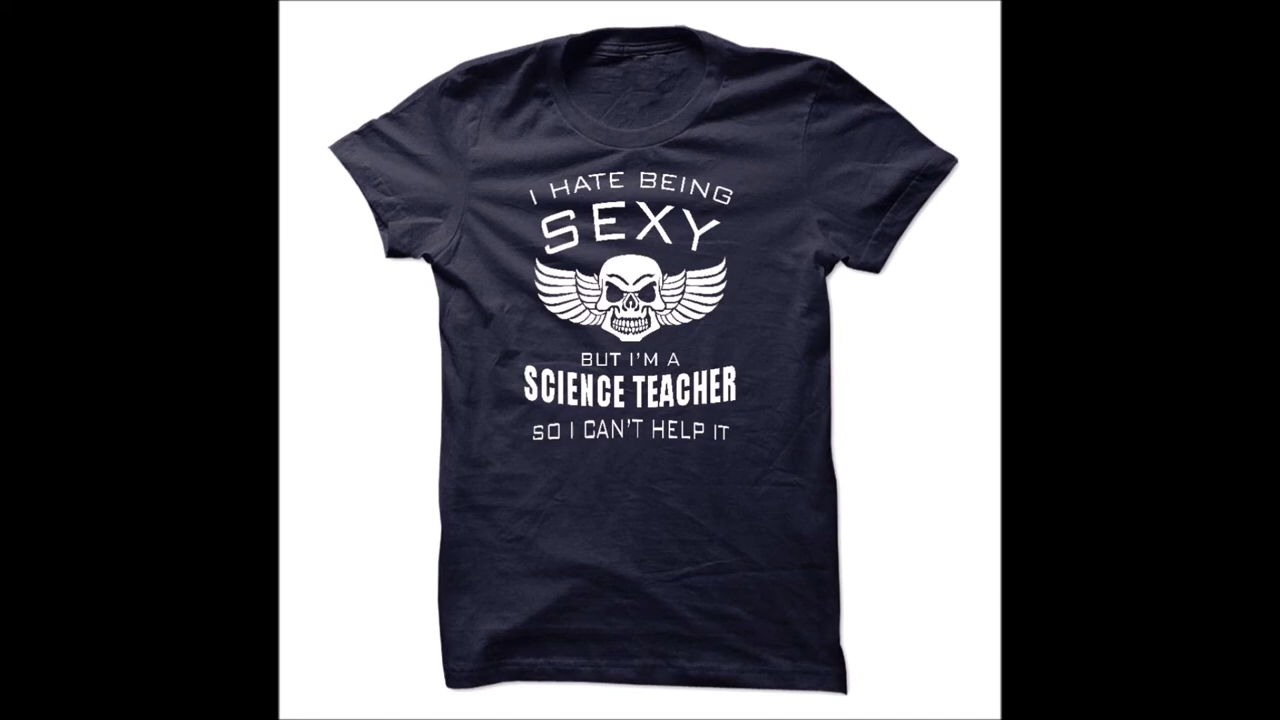 I HATE BEING
SEXY
BUT I'M A
SCIENCE TEACHER
SO I CAN'T HELP IT